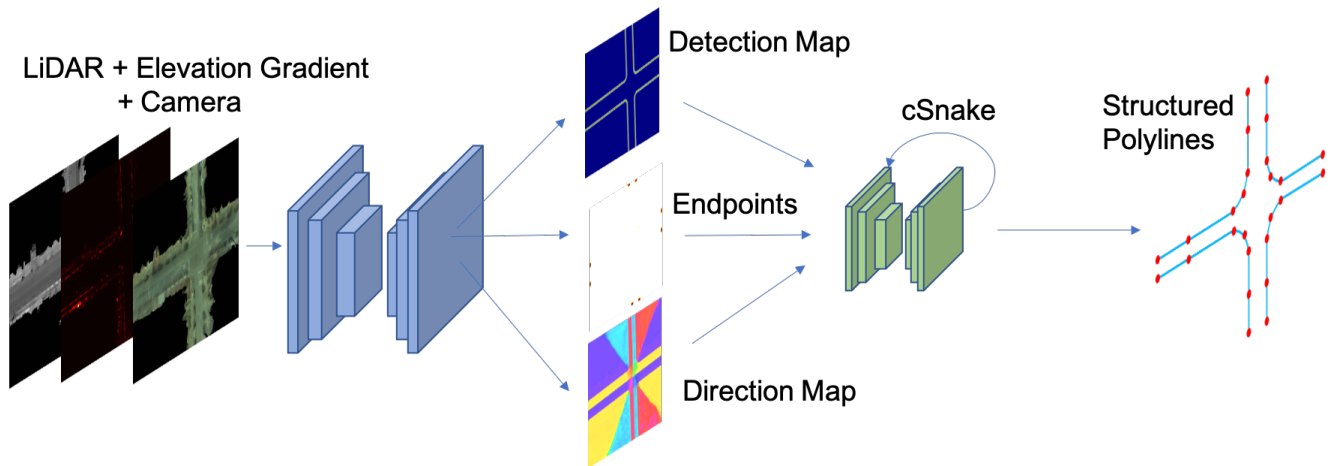 LiDAR + Elevation Gradient
+ Camera
Detection Map
Endpoints
Direction Map
cSnake
Structured
Polylines